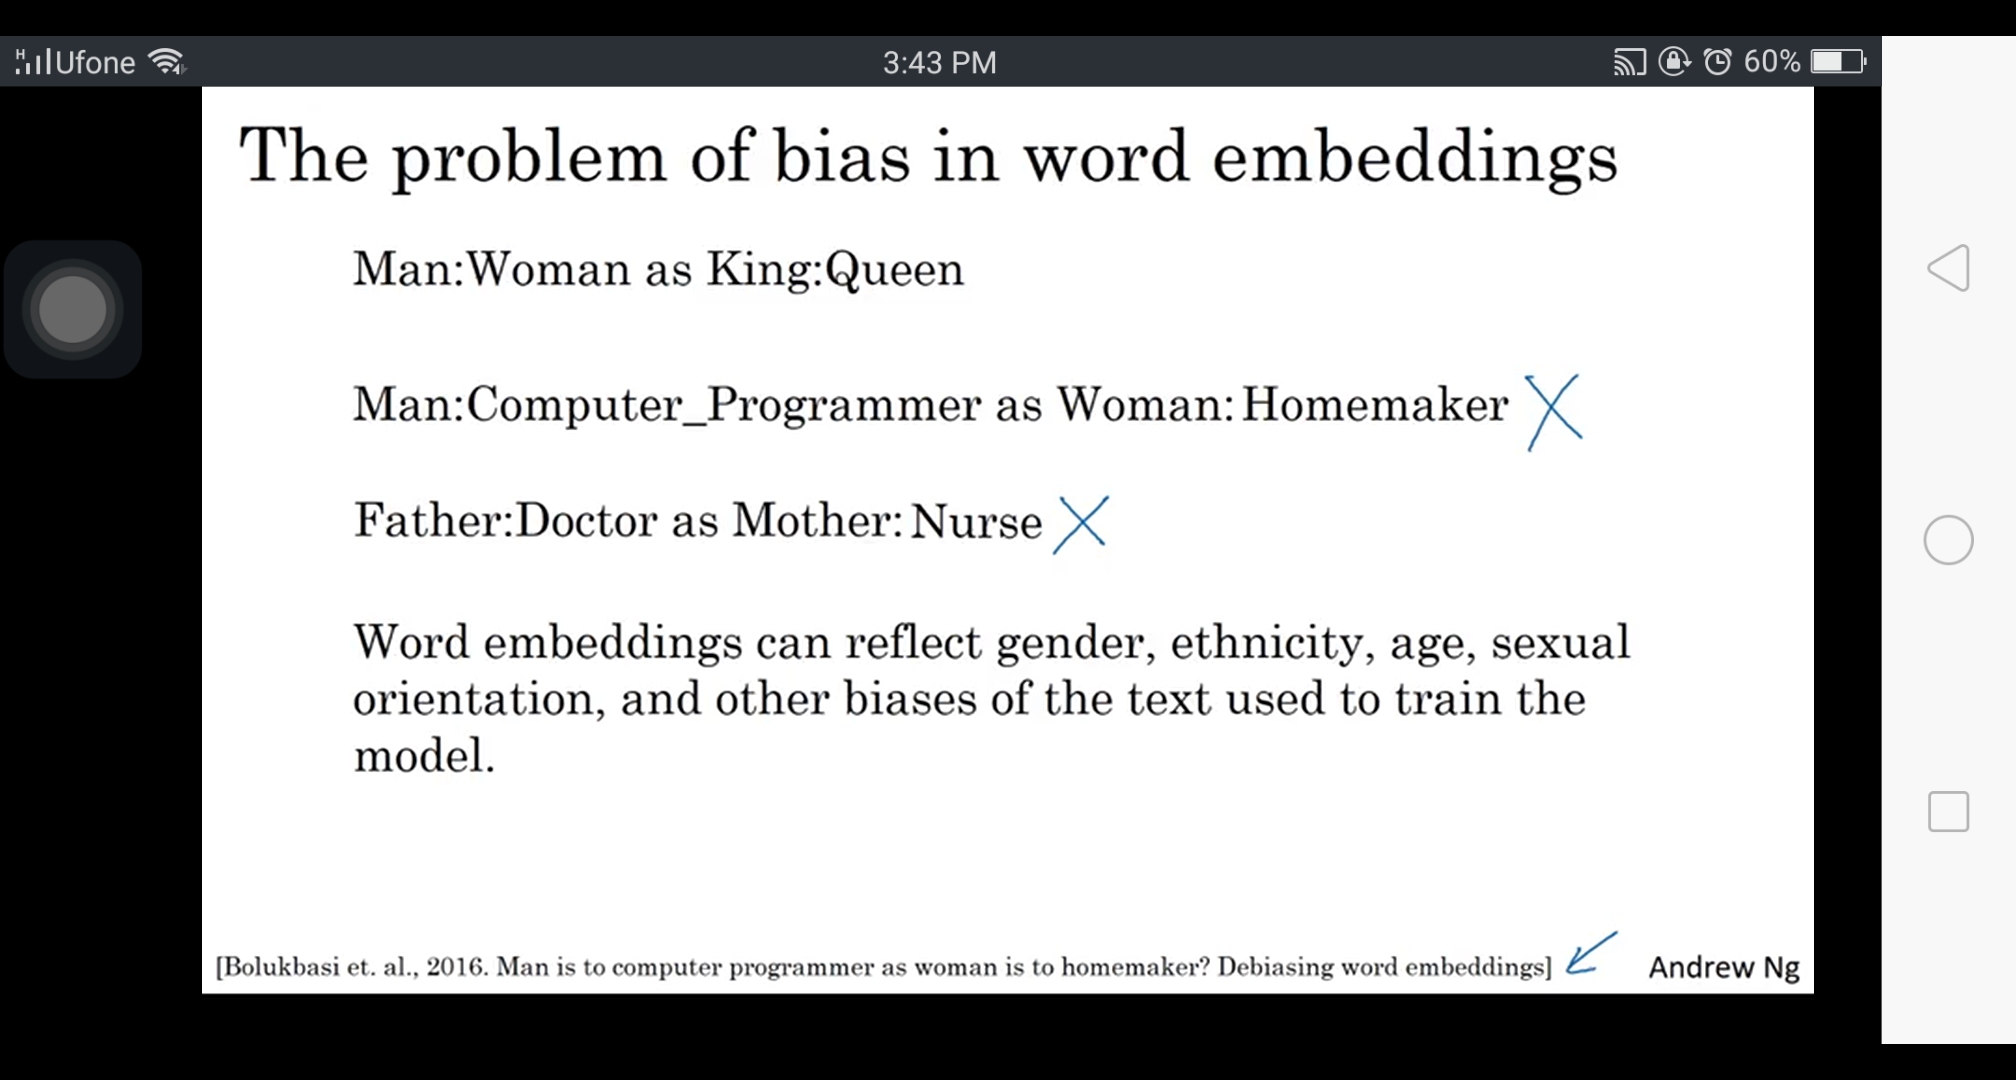 H Ufone 3:43 PM 60%
The problem of bias in word embeddings
Man:Woman as King:Queen
Man:Computer_Programmer as Woman:Homemaker
Father:Doctor as Mother:Nurse
Word embeddings can reflect gender, ethnicity, age, sexual
orientation, and other biases of the text used to train the
model.
[Bolukbasi et. al., 2016. Man is to computer programmer as woman is to homemaker? Debiasing word embeddings] Andrew Ng